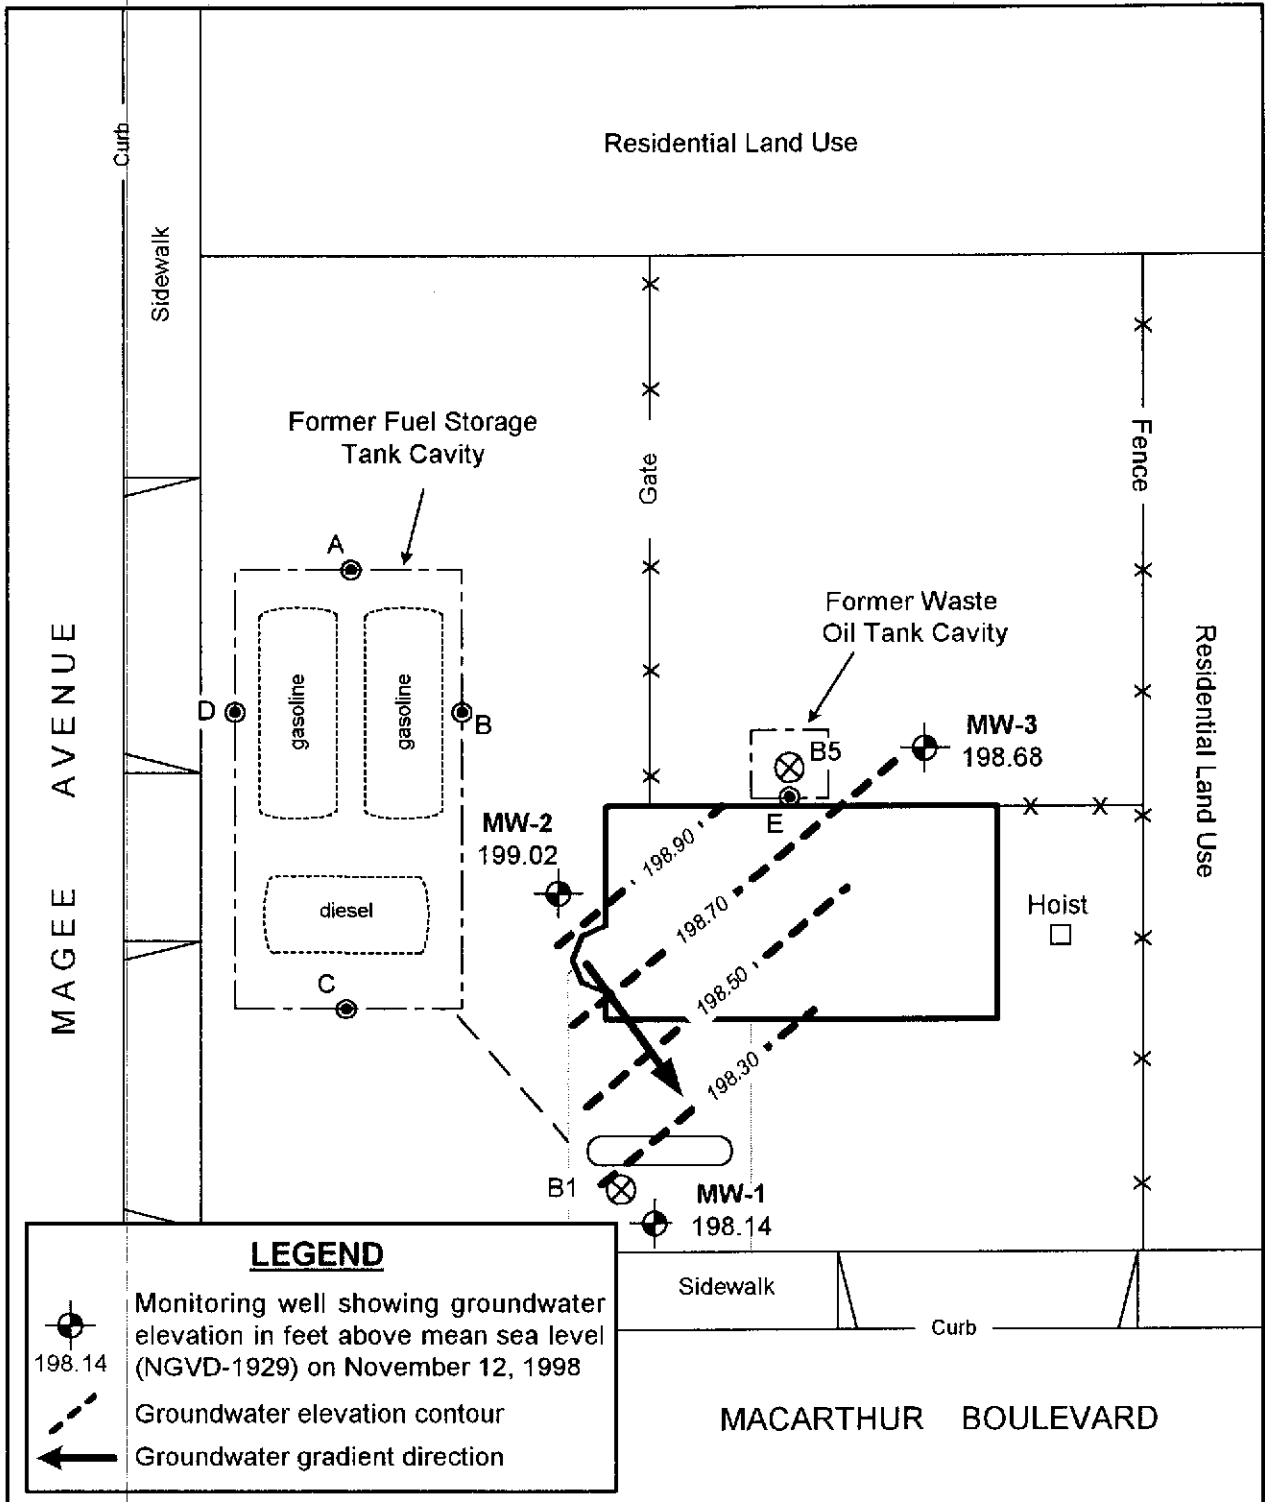 Residential Land Use
Curb
Sidewalk
Former Fuel Storage
Tank Cavity
Gate
Fence
A
Former Waste
Oil Tank Cavity
MAGEE AVENUE
gasoline
gasoline
D
B
B5
MW-3
198.68
Residential Land Use
MW-2
199.02
E
198.90
diesel
198.70
Hoist
C
198.50
198.30
B1
MW-1
198.14
LEGEND
Monitoring well showing groundwater
elevation in feet above mean sea level
198.14
(NGVD-1929) on November 12, 1998
Groundwater elevation contour
Groundwater gradient direction
Sidewalk
Curb
MACARTHUR BOULEVARD